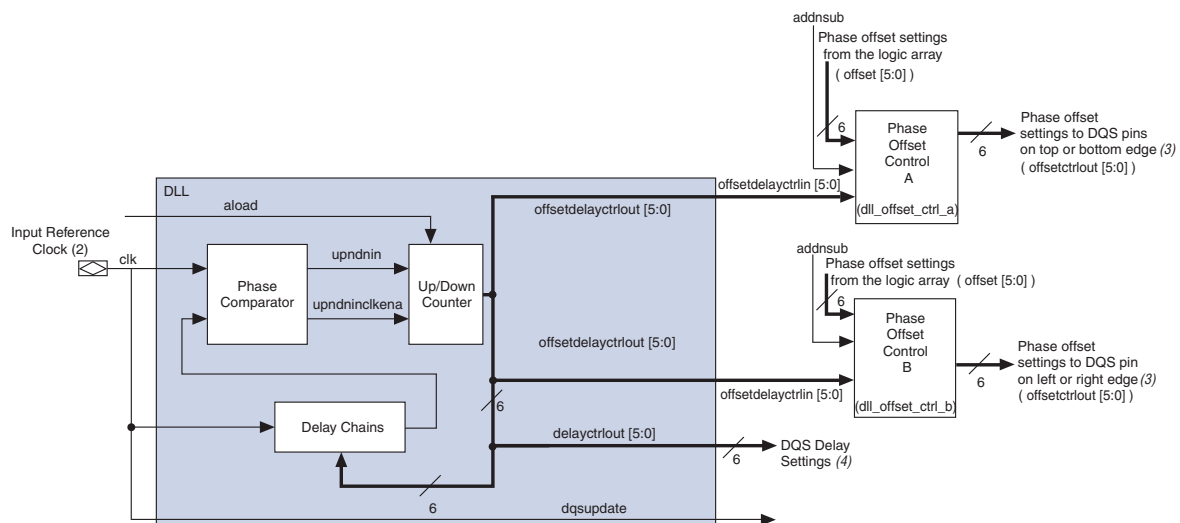 addnsub
Phase offset settings
from the logic array
( offset [5:0] )
6
Phase
Offset
Control
A
(dll_offset_ctrl_a)
6
Phase offset
settings to DQS pins
on top or bottom edge (3)
( offsetctrlout [5:0] )
DLL
aload
offsetdelayctrlout [5:0]
offsetdelayctrlin [5:0]
Input Reference
Clock (2)
clk
Phase
Comparator
upndnin
upndninclkena
Up/Down
Counter
addnsub
Phase offset settings
from the logic array ( offset [5:0] )
6
Phase
Offset
Control
B
(dll_offset_ctrl_b)
6
Phase offset
settings to DQS pin
on left or right edge (3)
( offsetctrlout [5:0] )
offsetdelayctrlout [5:0]
offsetdelayctrlin [5:0]
6
Delay Chains
delayctrlout [5:0]
6
DQS Delay
Settings (4)
6
dqsupdate